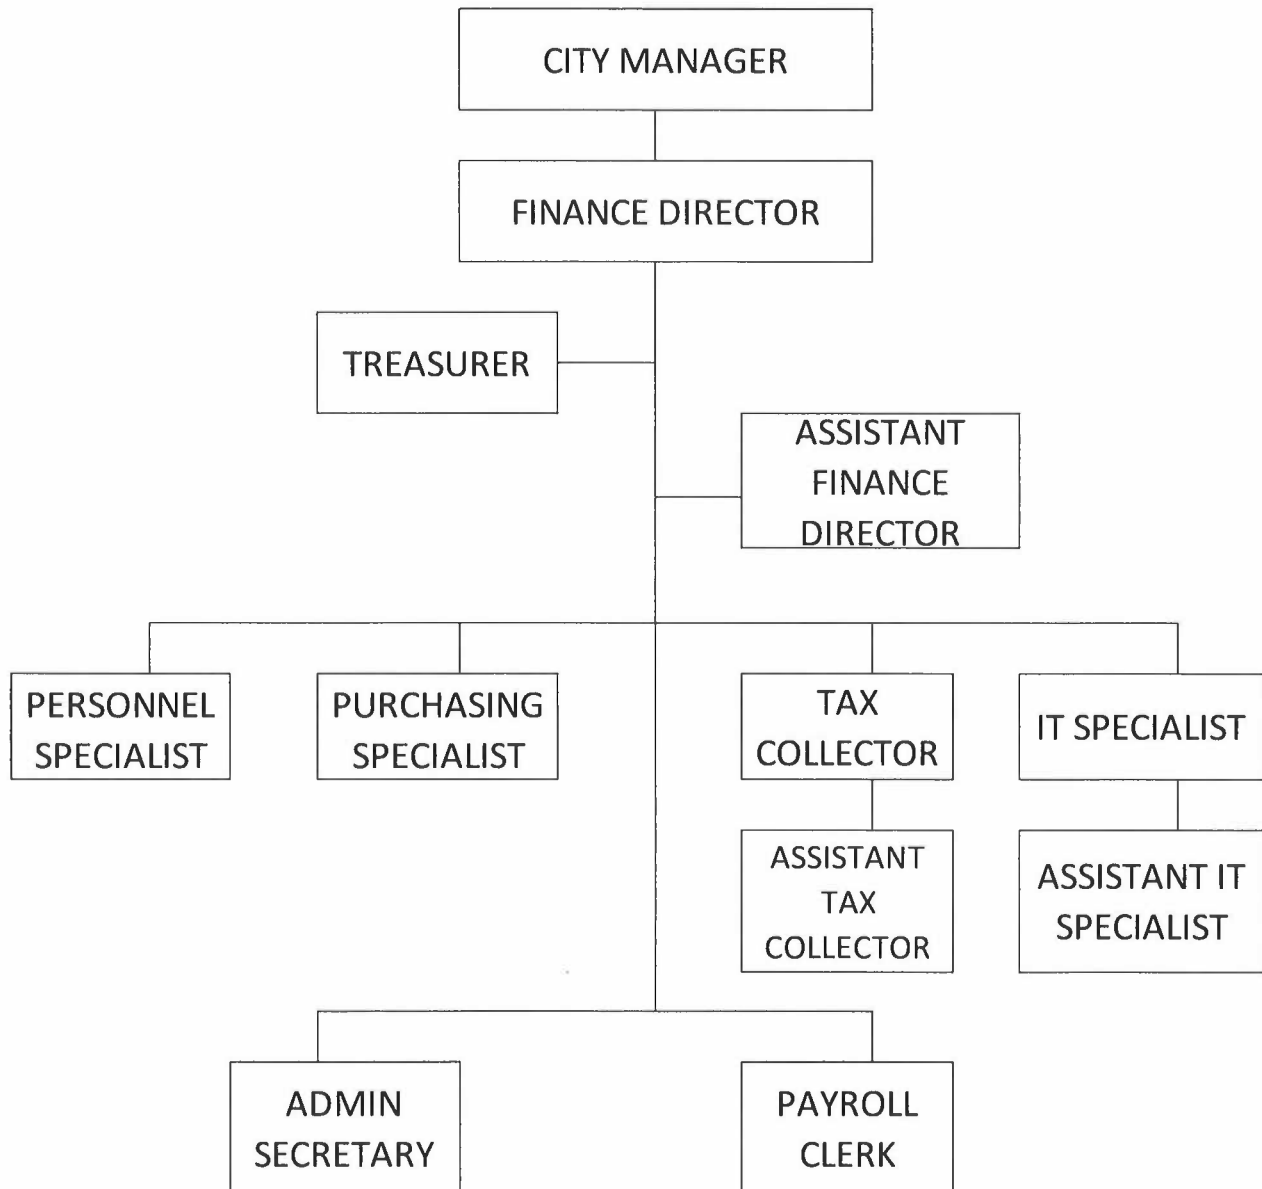 CITY MANAGER
FINANCE DIRECTOR
TREASURER
ASSISTANT
FINANCE
DIRECTOR
PERSONNEL
SPECIALIST
PURCHASING
SPECIALIST
TAX
COLLECTOR
IT SPECIALIST
ASSISTANT
TAX
COLLECTOR
ASSISTANT IT
SPECIALIST
ADMIN
SECRETARY
PAYROLL
CLERK